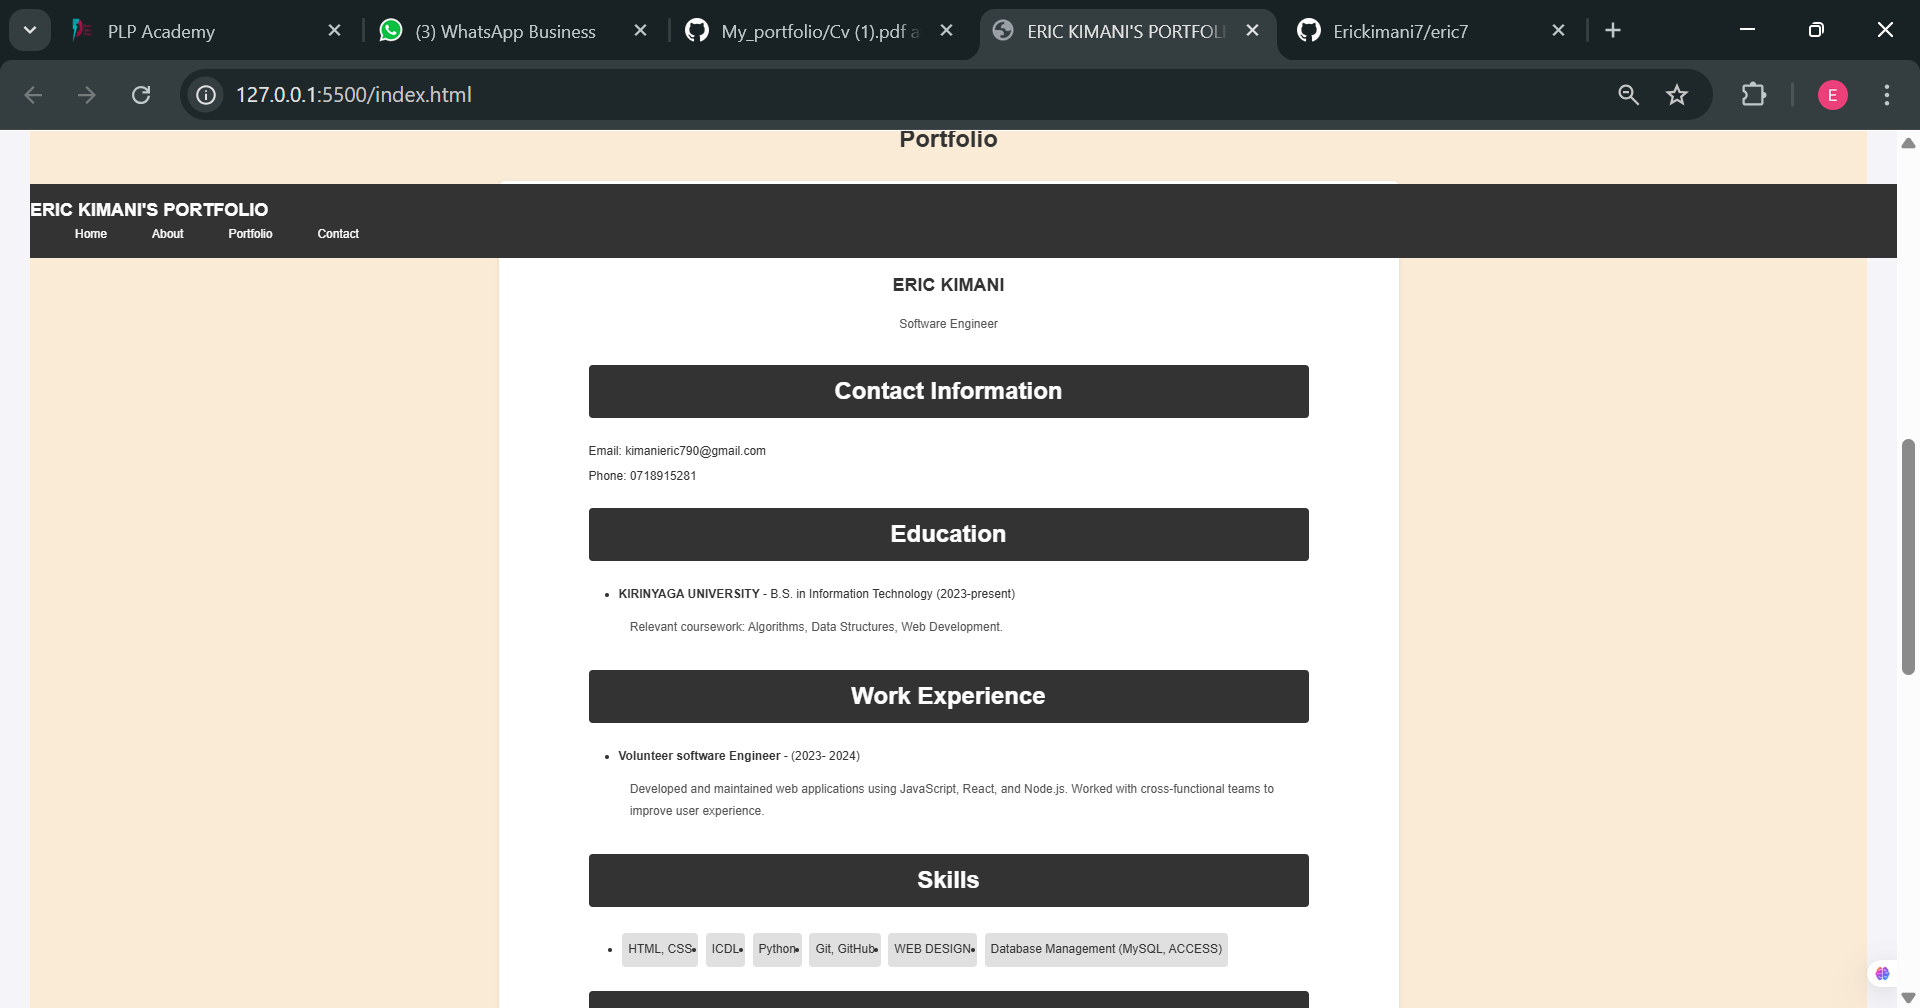 PLP Academy
(3) WhatsApp Business
My_portfolio/Cv (1).pdf a
ERIC KIMANI'S PORTFOLI
Erickimani7/eric7
127.0.0.1:5500/index.html
E
Portfolio
ERIC KIMANI'S PORTFOLIO
Home About Portfolio Contact
ERIC KIMANI
Software Engineer
Contact Information
Email: kimanieric790@gmail.com
Phone: 0718915281
Education
• KIRINYAGA UNIVERSITY - B.S. in Information Technology (2023-present)
Relevant coursework: Algorithms, Data Structures, Web Development.
Work Experience
• Volunteer software Engineer - (2023- 2024)
Developed and maintained web applications using JavaScript, React, and Node.js. Worked with cross-functional teams to
improve user experience.
Skills
• HTML, CSS • ICDL • Python • Git, GitHub • WEB DESIGN • Database Management (MySQL, ACCESS)